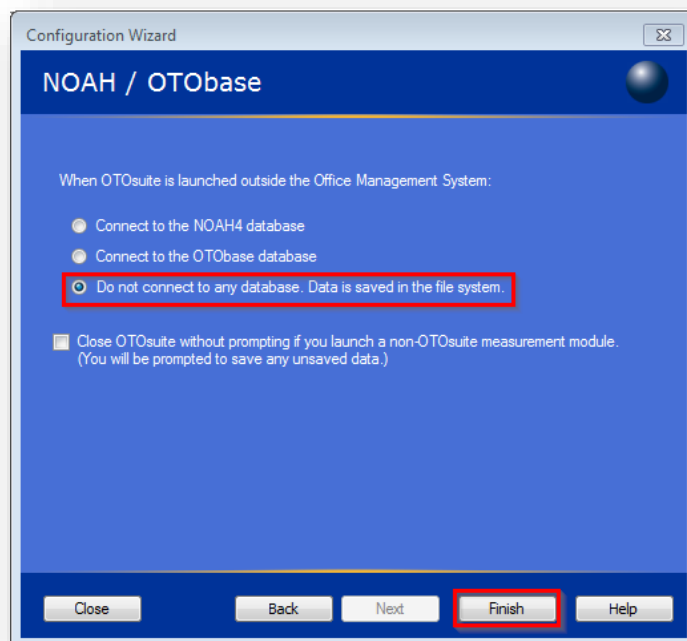 Configuration Wizard
NOAH / OTObase
When OTOsuite is launched outside the Office Management System:
Connect to the NOAH4 database
Connect to the OTObase database
Do not connect to any database. Data is saved in the file system.
Close OTOsuite without prompting if you launch a non-OTOsuite measurement module.
(You will be prompted to save any unsaved data.)
Close
Back
Next
Finish
Help